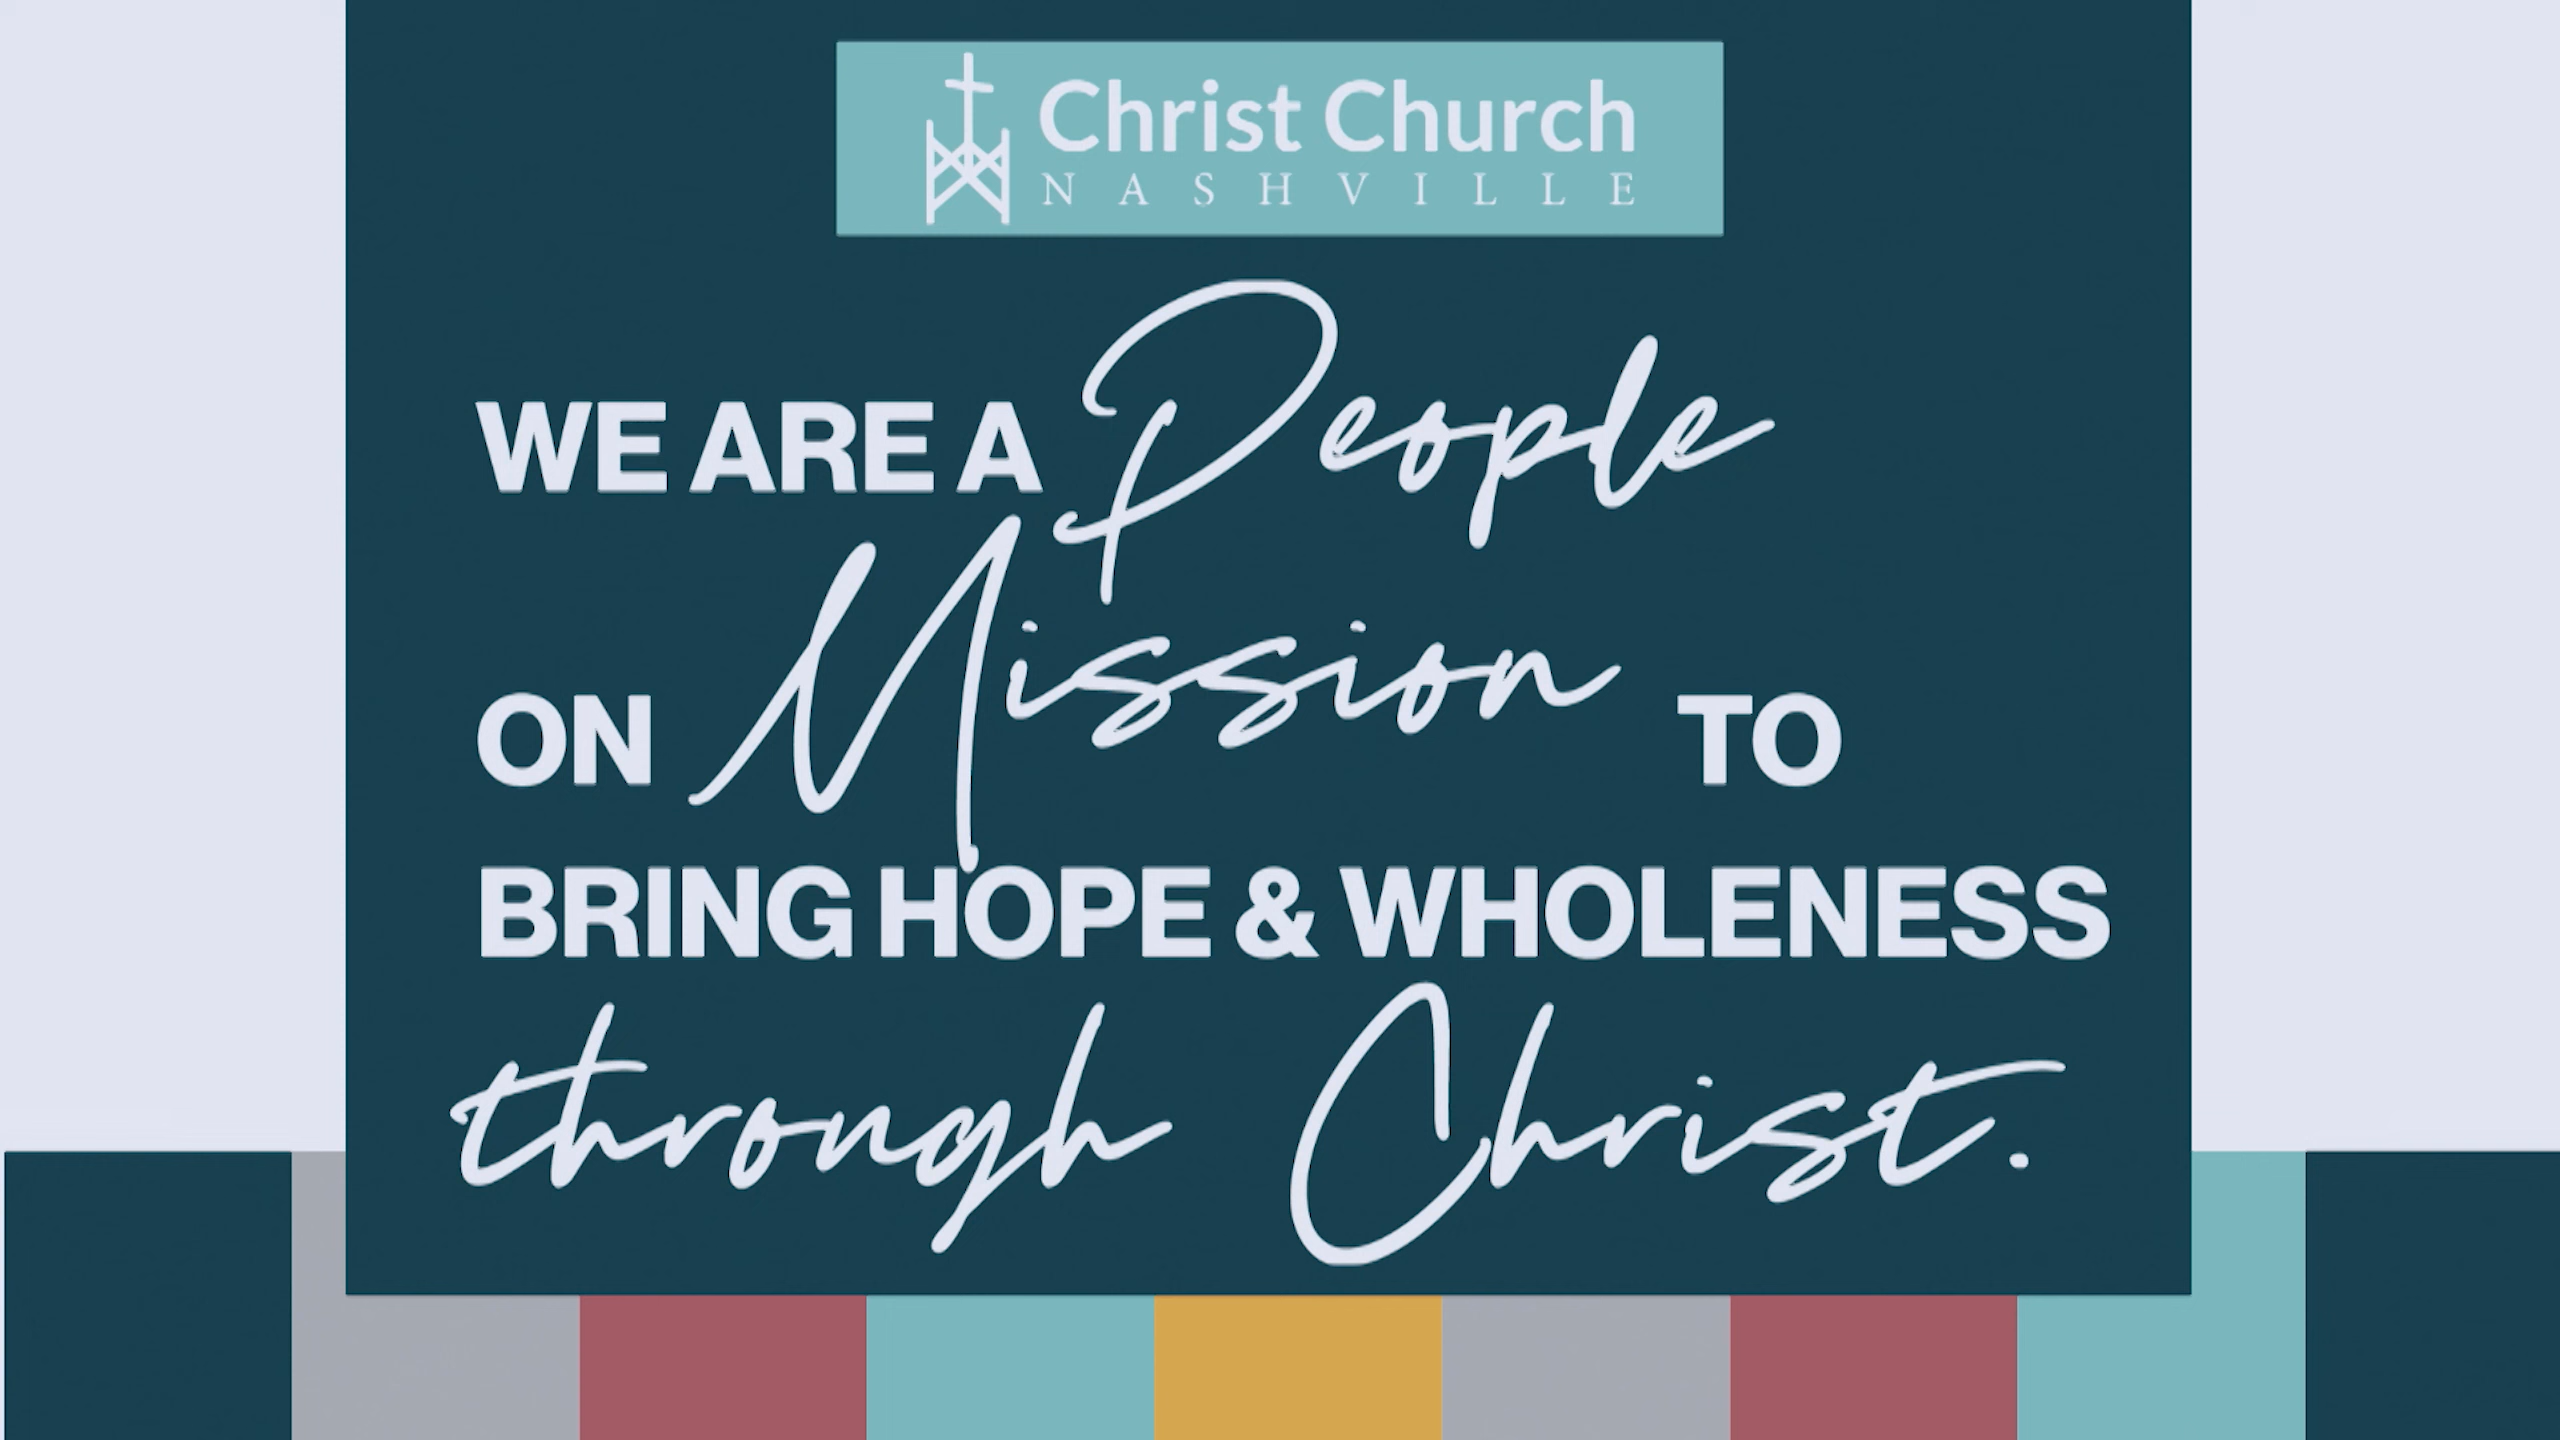 Christ Church
NASHVILLE
WE ARE A People
ON Mission TO
BRING HOPE & WHOLENESS
through Christ.